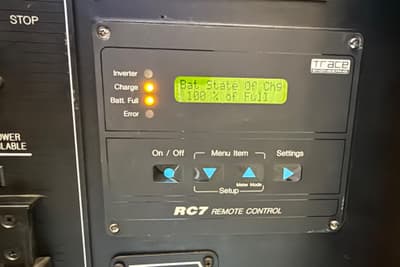 STOP
Trace
Inverter
Charge
Batt. Full
Error
Bat State Of Chg
100 % of Full
OWER
ILABLE
On / Off
Menu Item
Settings
Meter Mode
Setup
RC7 REMOTE CONTROL